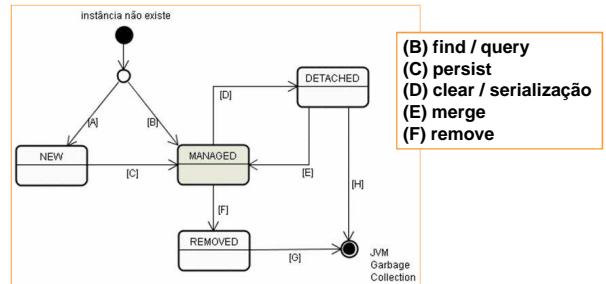 instância não existe
[A]
[B]
NEW
[C]
MANAGED
[D]
DETACHED
[E]
[H]
[F]
REMOVED
[G]
JVM
Garbage
Collection
(B) find / query
(C) persist
(D) clear / serialização
(E) merge
(F) remove